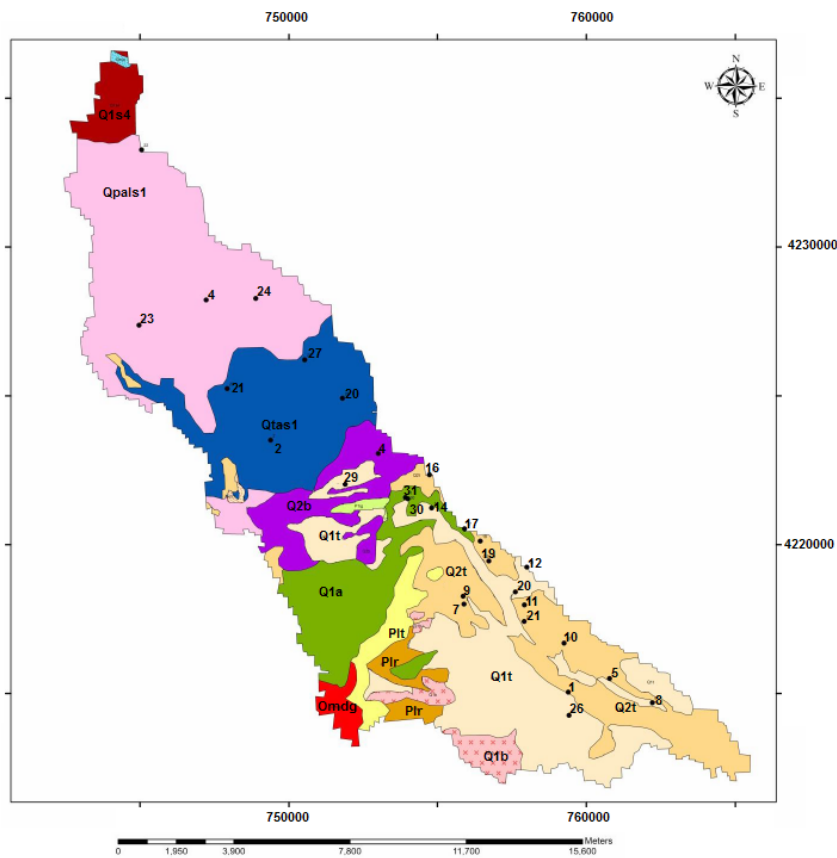 750000 760000
N
W E
S
Q1s4
Qpals1
4230000
4 24
23
27
21
20
Qtas1
2
4
16
29
31
Q2b
30 14
17
Q1t
4220000
19
12
Q2t
Q1a
9
20
7
11
21
Plt
10
Plr
Q1t
5
1
8
Omdg
Plr
26
Q2t
Q1b
750000 760000
Meters
0 1,950 3,900 7,800 11,700 15,600